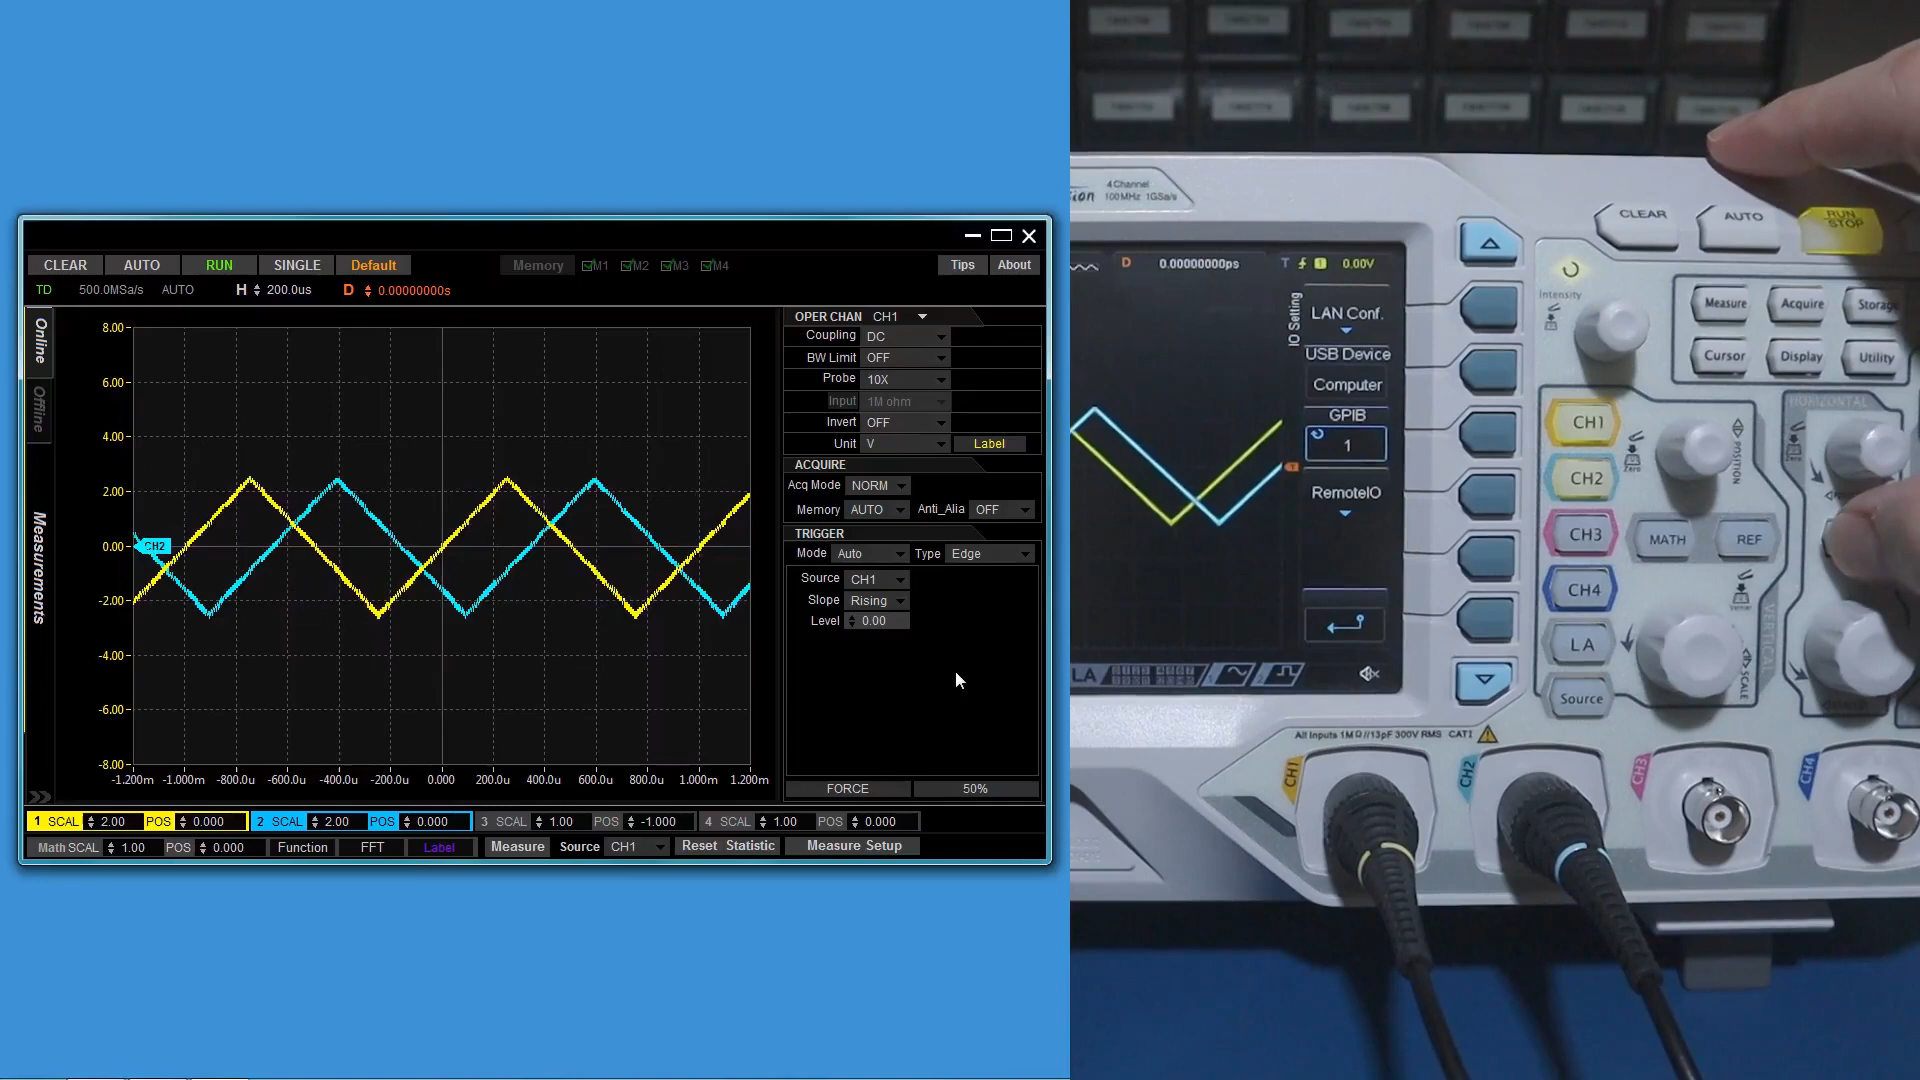 CLEAR AUTO RUN SINGLE Default Memory M1 M2 M3 M4 Tips About
TD 500.0MSa/s AUTO H 200.0us D 0.00000000s
Online
Offline
Measurements
8.00
6.00
4.00
2.00
0.00
-2.00
-4.00
-6.00
-8.00
CH2
-1.200m -1.000m -800.0u -600.0u -400.0u -200.0u 0.000 200.0u 400.0u 600.0u 800.0u 1.000m 1.200m
OPER CHAN CH1
Coupling DC
BW Limit OFF
Probe 10X
Input 1M ohm
Invert OFF
Unit V Label
ACQUIRE
Acq Mode NORM
Memory AUTO Anti_Alia OFF
TRIGGER
Mode Auto Type Edge
Source CH1
Slope Rising
Level 0.00
FORCE 50%
1 SCAL 2.00 POS 0.000 2 SCAL 2.00 POS 0.000 3 SCAL 1.00 POS -1.000 4 SCAL 1.00 POS 0.000
Math SCAL 1.00 POS 0.000 Function FFT Label Measure Source CH1 Reset Statistic Measure Setup
4 Channel
100MHz 1GSa/s
D 0.00000000ps T 1 0.00V
IO Setting
LAN Conf.
USB Device
Computer
GPIB
1
RemoteIO
LA
CLEAR AUTO RUN
STOP
Intensity
Measure Acquire Storage
Cursor Display Utility
HORIZONTAL
CH1
CH2
CH3
CH4
LA
Source
MATH REF
POSITION
SCALE
VERTICAL
Zero
Vernier
All Inputs 1MΩ//13pF 300V RMS CAT I
CH1
CH2
CH3
CH4